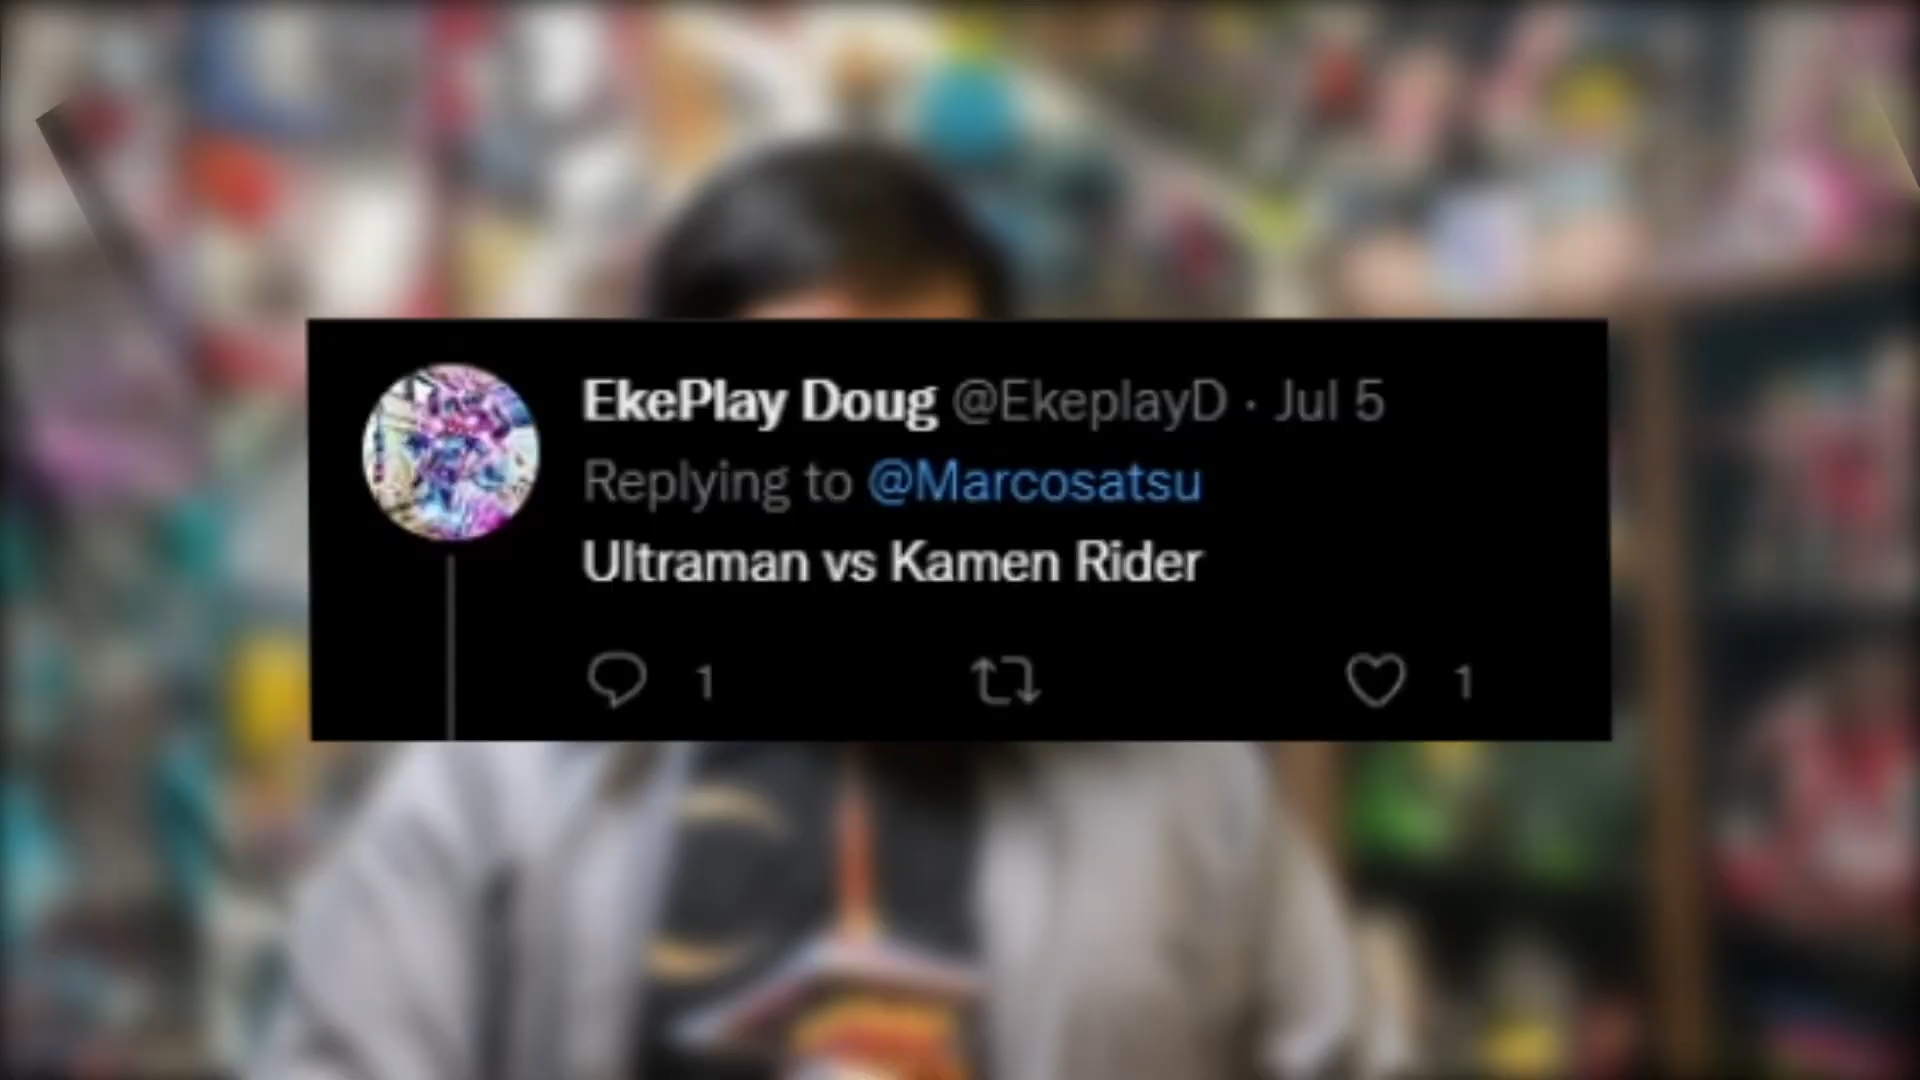 EkePlay Doug @EkeplayD · Jul 5
Replying to @Marcosatsu
Ultraman vs Kamen Rider
1 1